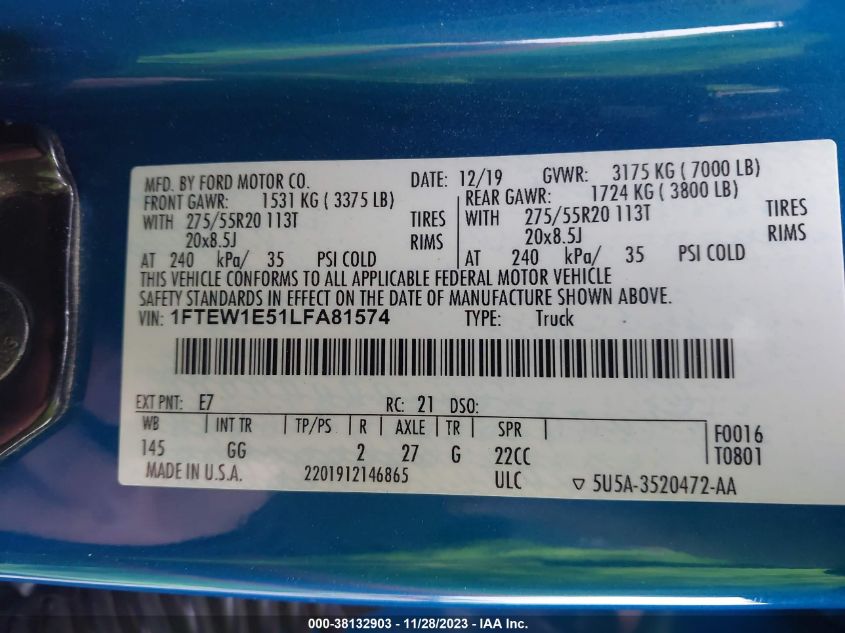 MFD. BY FORD MOTOR CO. DATE: 12/19 GVWR: 3175 KG ( 7000 LB)
FRONT GAWR: 1531 KG ( 3375 LB) REAR GAWR: 1724 KG ( 3800 LB)
WITH 275/55R20 113T TIRES WITH 275/55R20 113T TIRES
20x8.5J RIMS 20x8.5J RIMS
AT 240 kPa/ 35 PSI COLD AT 240 kPa/ 35 PSI COLD
THIS VEHICLE CONFORMS TO ALL APPLICABLE FEDERAL MOTOR VEHICLE
SAFETY STANDARDS IN EFFECT ON THE DATE OF MANUFACTURE SHOWN ABOVE.
VIN: 1FTEW1E51LFA81574 TYPE: Truck
EXT PNT: E7 RC: 21 DSO:
WB INT TR TP/PS R AXLE TR SPR F0016
145 GG 2 27 G 22CC T0801
MADE IN U.S.A. 2201912146865 ULC ▽ 5U5A-3520472-AA
000-38132903 - 11/28/2023 - IAA Inc.